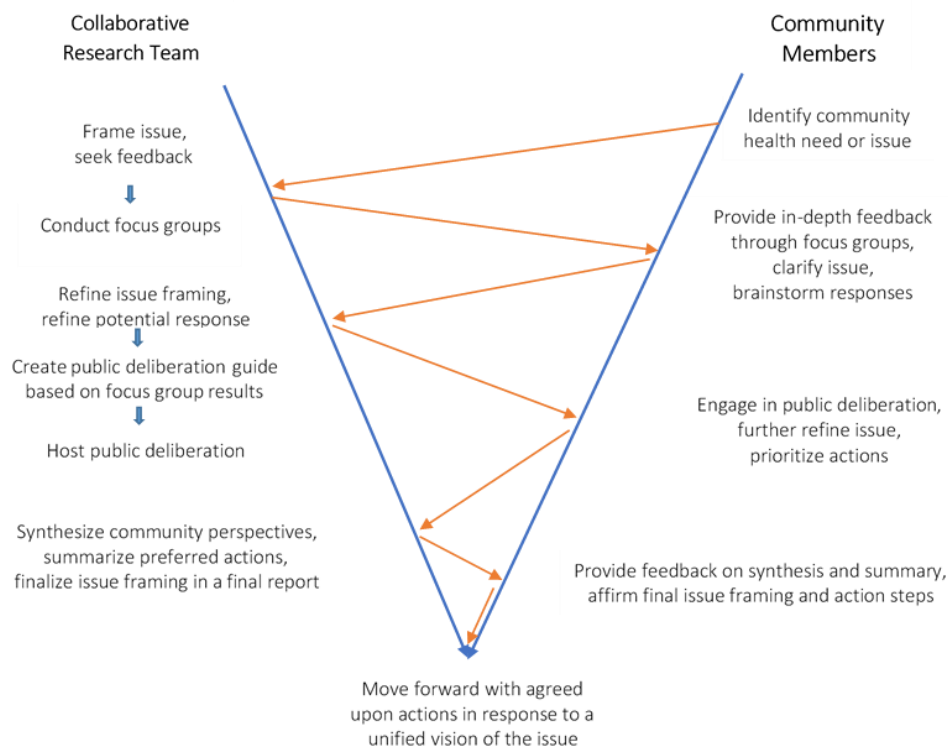 Collaborative
Research Team
Community
Members
Frame issue,
seek feedback
Identify community
health need or issue
Conduct focus groups
Provide in-depth feedback
through focus groups,
clarify issue,
brainstorm responses
Refine issue framing,
refine potential response
Create public deliberation guide
based on focus group results
Host public deliberation
Engage in public deliberation,
further refine issue,
prioritize actions
Synthesize community perspectives,
summarize preferred actions,
finalize issue framing in a final report
Provide feedback on synthesis and summary,
affirm final issue framing and action steps
Move forward with agreed
upon actions in response to a
unified vision of the issue